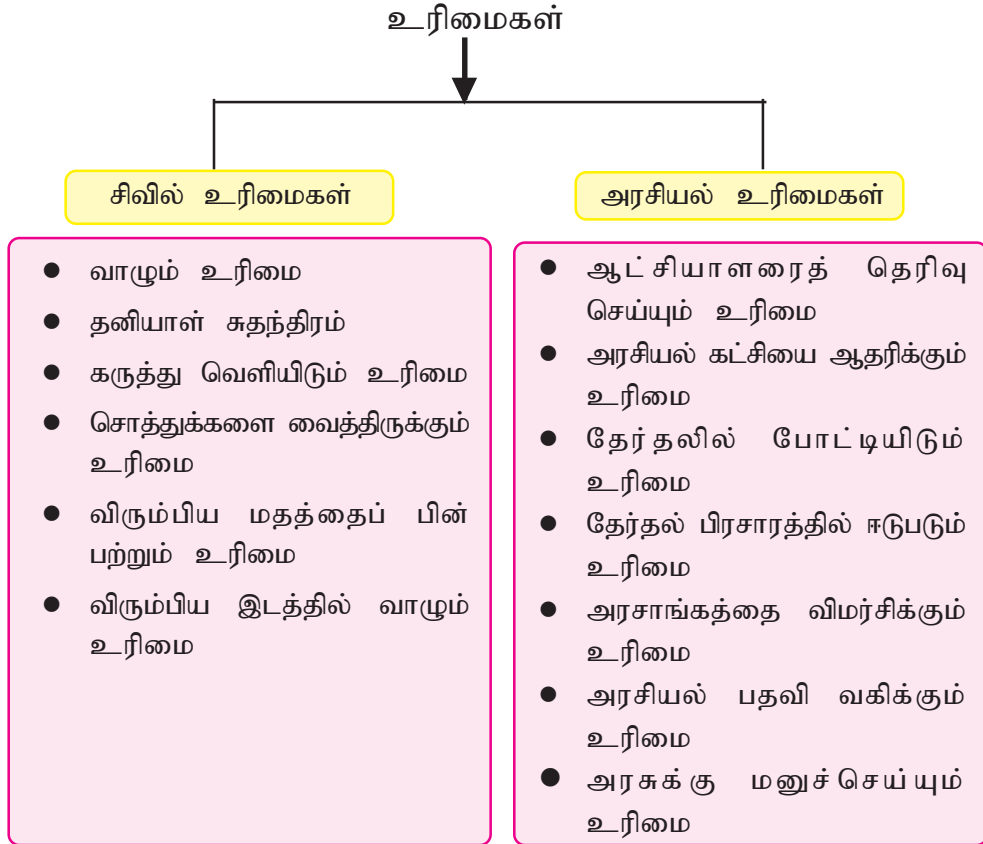 உரிமைகள்
சிவில் உரிமைகள்
● வாழும் உரிமை
● தனியாள் சுதந்திரம்
● கருத்து வெளியிடும் உரிமை
● சொத்துக்களை வைத்திருக்கும்
உரிமை
● விரும்பிய மதத்தைப் பின்
பற்றும் உரிமை
● விரும்பிய இடத்தில் வாழும்
உரிமை
அரசியல் உரிமைகள்
● ஆட்சியாளரைத் தெரிவு
செய்யும் உரிமை
● அரசியல் கட்சியை ஆதரிக்கும்
உரிமை
● தேர்தலில் போட்டியிடும்
உரிமை
● தேர்தல் பிரசாரத்தில் ஈடுபடும்
உரிமை
● அரசாங்கத்தை விமர்சிக்கும்
உரிமை
● அரசியல் பதவி வகிக்கும்
உரிமை
● அரசுக்கு மனுச்செய்யும்
உரிமை